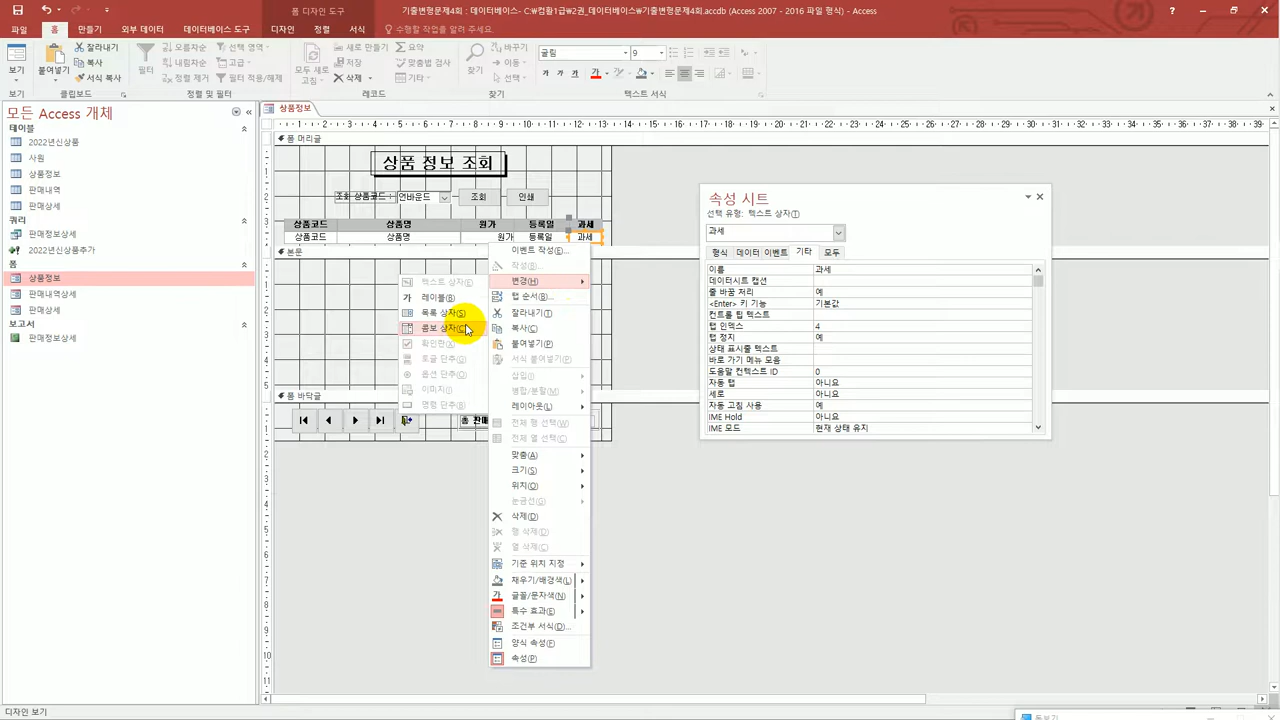 폼 디자인 도구
기출변형문제4회 : 데이터베이스- C:₩컴활1급₩2권_데이터베이스₩기출변형문제4회.accdb (Access 2007 - 2016 파일 형식) - Access
파일 홈 만들기 외부 데이터 데이터베이스 도구 디자인 정렬 서식 수행할 작업을 알려 주세요.
보기 붙여넣기 잘라내기 복사 서식 복사
필터 오름차순 내림차순 정렬 제거 선택 영역 고급 필터 적용/해제
모두 새로 고침 새로 만들기 저장 삭제 요약 맞춤법 검사
찾기 바꾸기 이동 선택
굴림 9 가 가 가 가
보기 클립보드 정렬 및 필터 레코드 찾기 텍스트 서식
모든 Access 개체
테이블
2022년신상품
사원
상품정보
판매내역
판매상세
쿼리
판매정보상세
2022년신상품추가
폼
상품정보
판매내역상세
판매상세
보고서
판매정보상세
상품정보
폼 머리글
상품 정보 조회
조회 상품코드 : 언바운드 조회 인쇄
상품코드 상품명 원가 등록일 과세
상품코드 상품명 원가 등록일 과세
본문
폼 바닥글
이벤트 작성(E)...
작성(B)...
변경(H)
탭 순서(B)...
잘라내기(T)
복사(C)
붙여넣기(P)
서식 붙여넣기(P)
삽입(I)
병합/분할(M)
레이아웃(L)
전체 행 선택(W)
전체 열 선택(C)
맞춤(A)
크기(S)
위치(O)
눈금선(G)
삭제(D)
행 삭제(D)
열 삭제(C)
기준 위치 지정
채우기/배경색(L)
글꼴/문자색(N)
특수 효과(E)
조건부 서식(D)...
양식 속성(F)
속성(P)
텍스트 상자(E)
레이블(B)
목록 상자(S)
콤보 상자(C)
확인란(X)
토글 단추(G)
옵션 단추(O)
이미지(I)
명령 단추(B)
속성 시트
선택 유형: 텍스트 상자(T)
과세
형식 데이터 이벤트 기타 모두
이름 과세
데이터시트 캡션
줄 바꿈 처리 예
<Enter> 키 기능 기본값
컨트롤 팁 텍스트
탭 인덱스 4
탭 정지 예
상태 표시줄 텍스트
바로 가기 메뉴 모음
도움말 컨텍스트 ID 0
자동 탭 아니요
세로 아니요
자동 고침 사용 예
IME Hold 아니요
IME 모드 현재 상태 유지
디자인 보기
돋보기